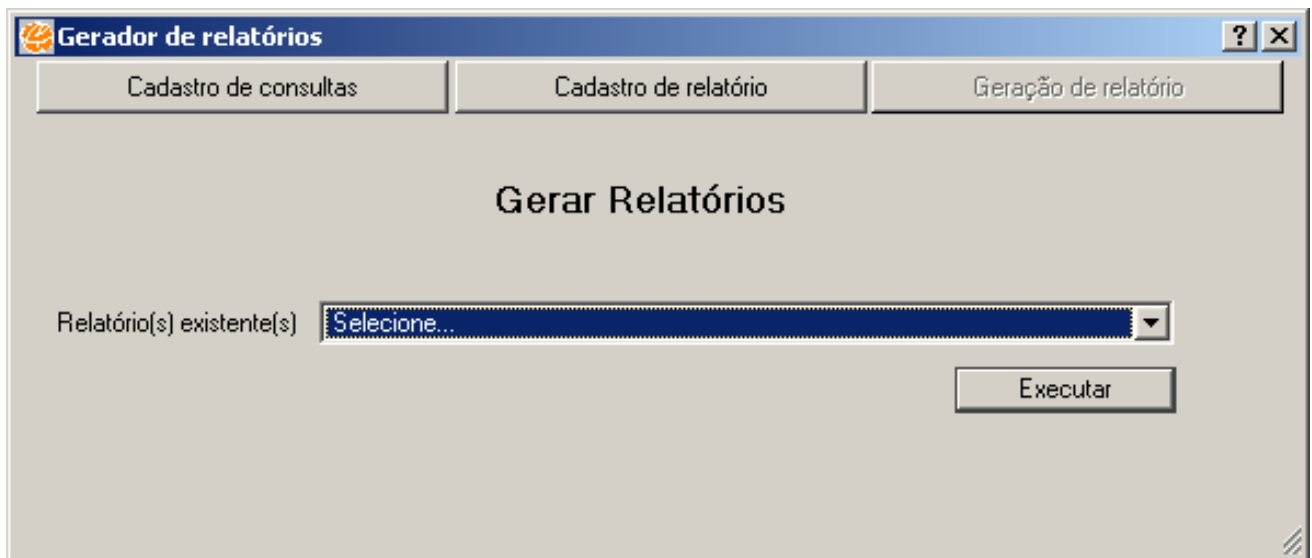 Gerador de relatórios
Cadastro de consultas
Cadastro de relatório
Geração de relatório
Gerar Relatórios
Relatório(s) existente(s)
Selecione...
Executar